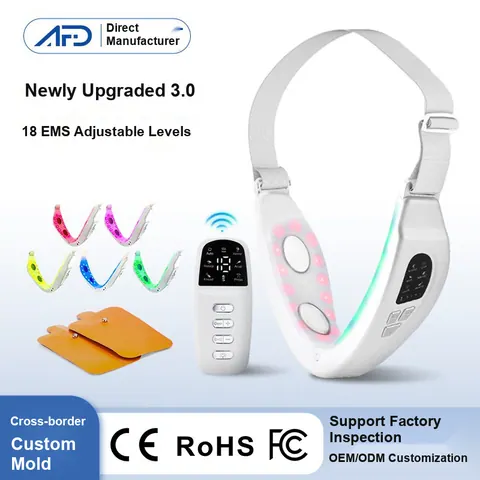 AFD
Direct
Manufacturer
Newly Upgraded 3.0
18 EMS Adjustable Levels
Cross-border
Custom
Mold
CE RoHS FC
Support Factory
Inspection
OEM/ODM Customization